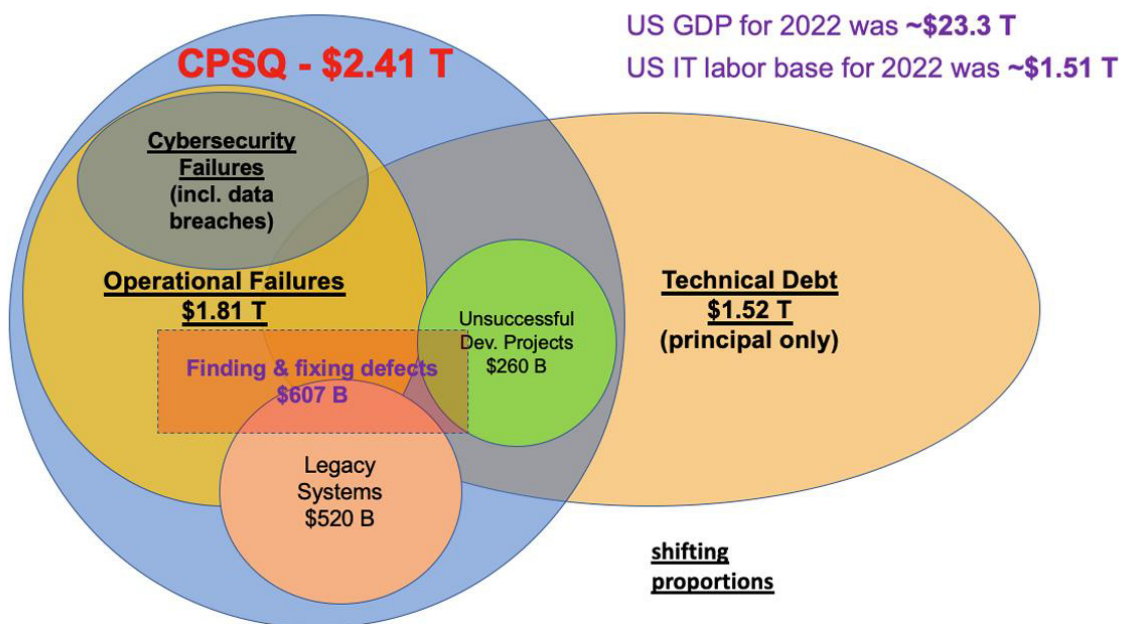 US GDP for 2022 was ~$23.3 T
US IT labor base for 2022 was ~$1.51 T
CPSQ - $2.41 T
Cybersecurity
Failures
(incl. data
breaches)
Operational Failures
$1.81 T
Finding & fixing defects
$607 B
Legacy
Systems
$520 B
Unsuccessful
Dev. Projects
$260 B
Technical Debt
$1.52 T
(principal only)
shifting
proportions